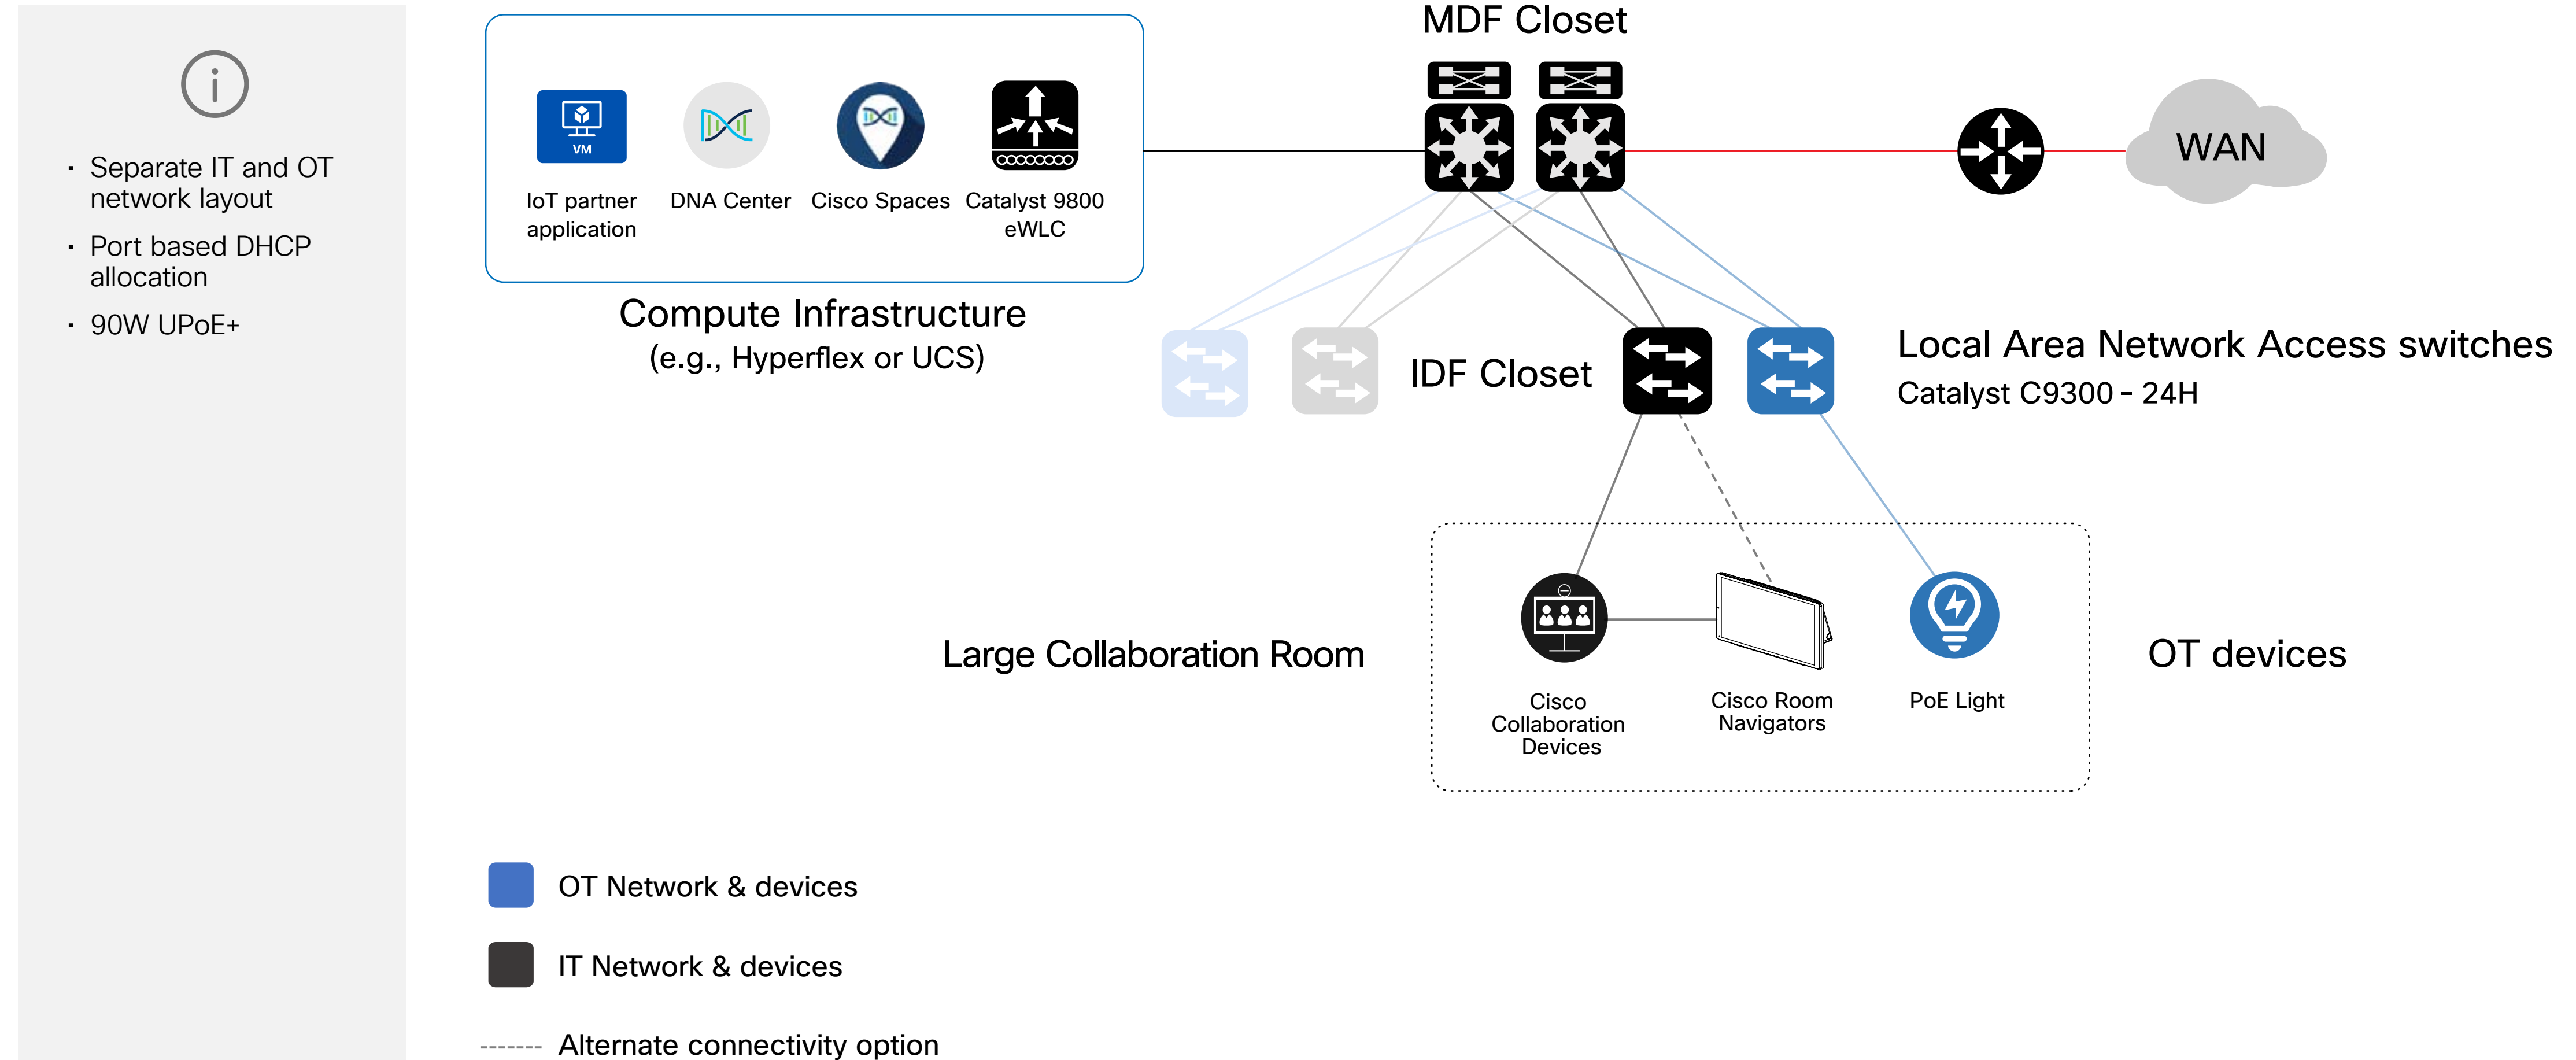 i
· Separate IT and OT
network layout
· Port based DHCP
allocation
· 90W UPoE+
MDF Closet
VM
IoT partner
application
DNA Center
Cisco Spaces
Catalyst 9800
eWLC
WAN
Compute Infrastructure
(e.g., Hyperflex or UCS)
IDF Closet
Local Area Network Access switches
Catalyst C9300 - 24H
Large Collaboration Room
Cisco
Collaboration
Devices
Cisco Room
Navigators
PoE Light
OT devices
OT Network & devices
IT Network & devices
Alternate connectivity option